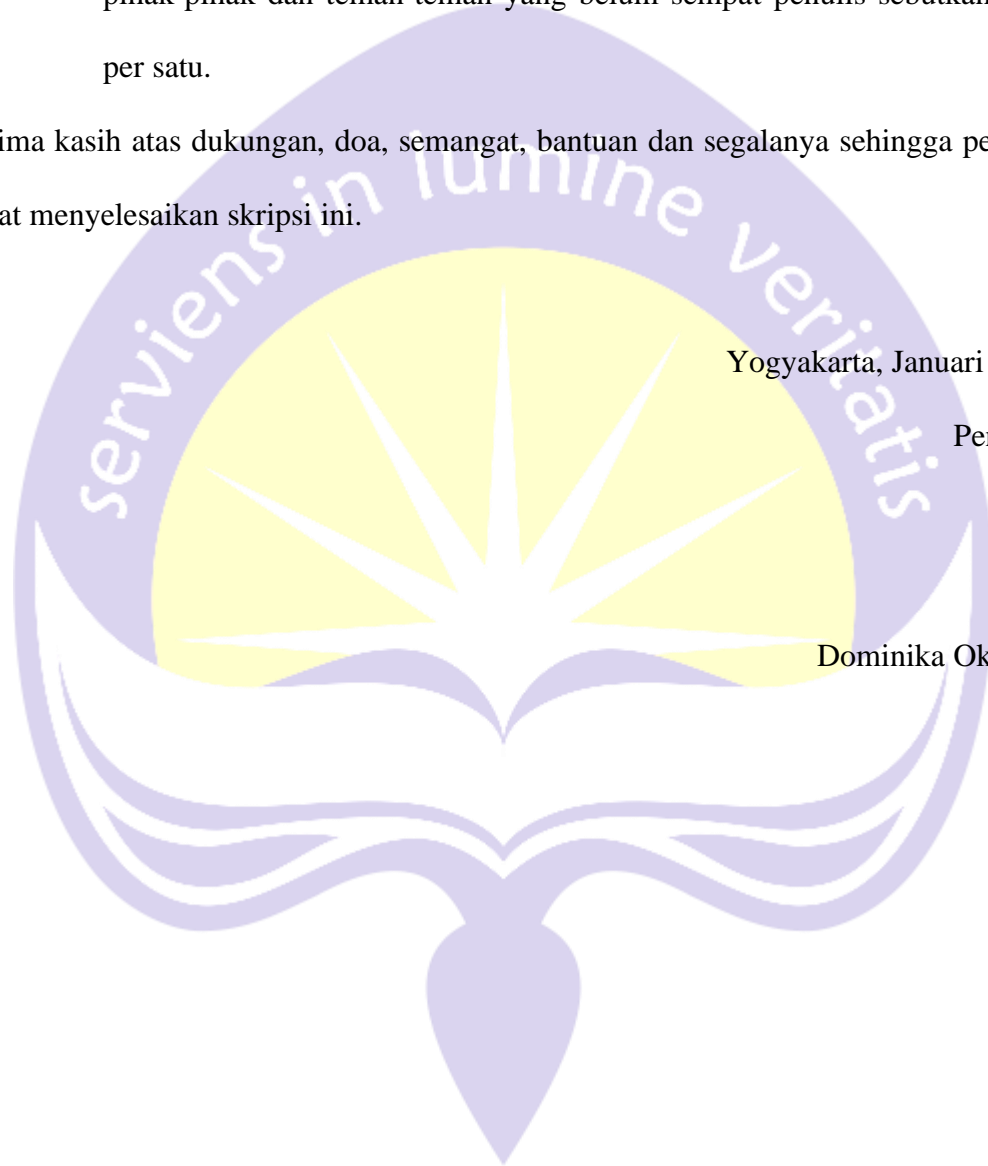 pihak-pihak dan teman-teman yang belum sempat penulis sebutkan
per satu.
ima kasih atas dukungan, doa, semangat, bantuan dan segalanya sehingga pe
at menyelesaikan skripsi ini.
serviens in lumine veritatis
Yogyakarta, Januari
Per
Dominika Ok